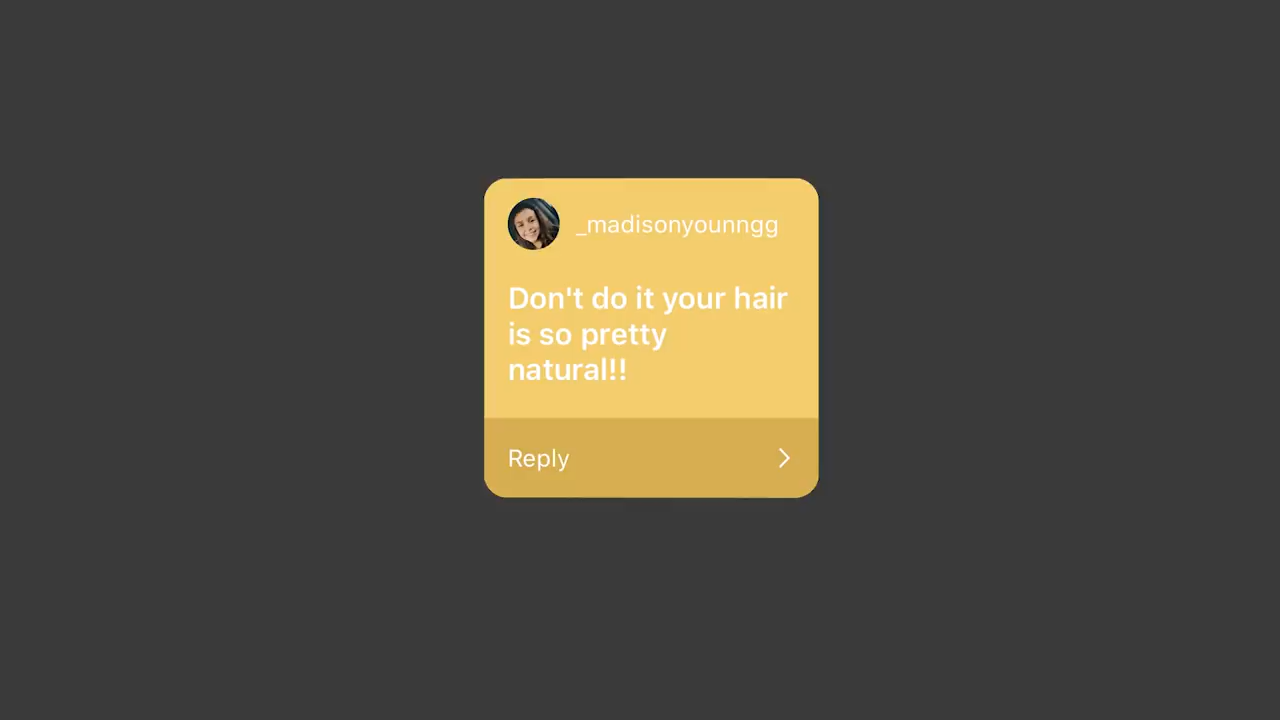 _madisonyounngg
Don't do it your hair
is so pretty
natural!!
Reply